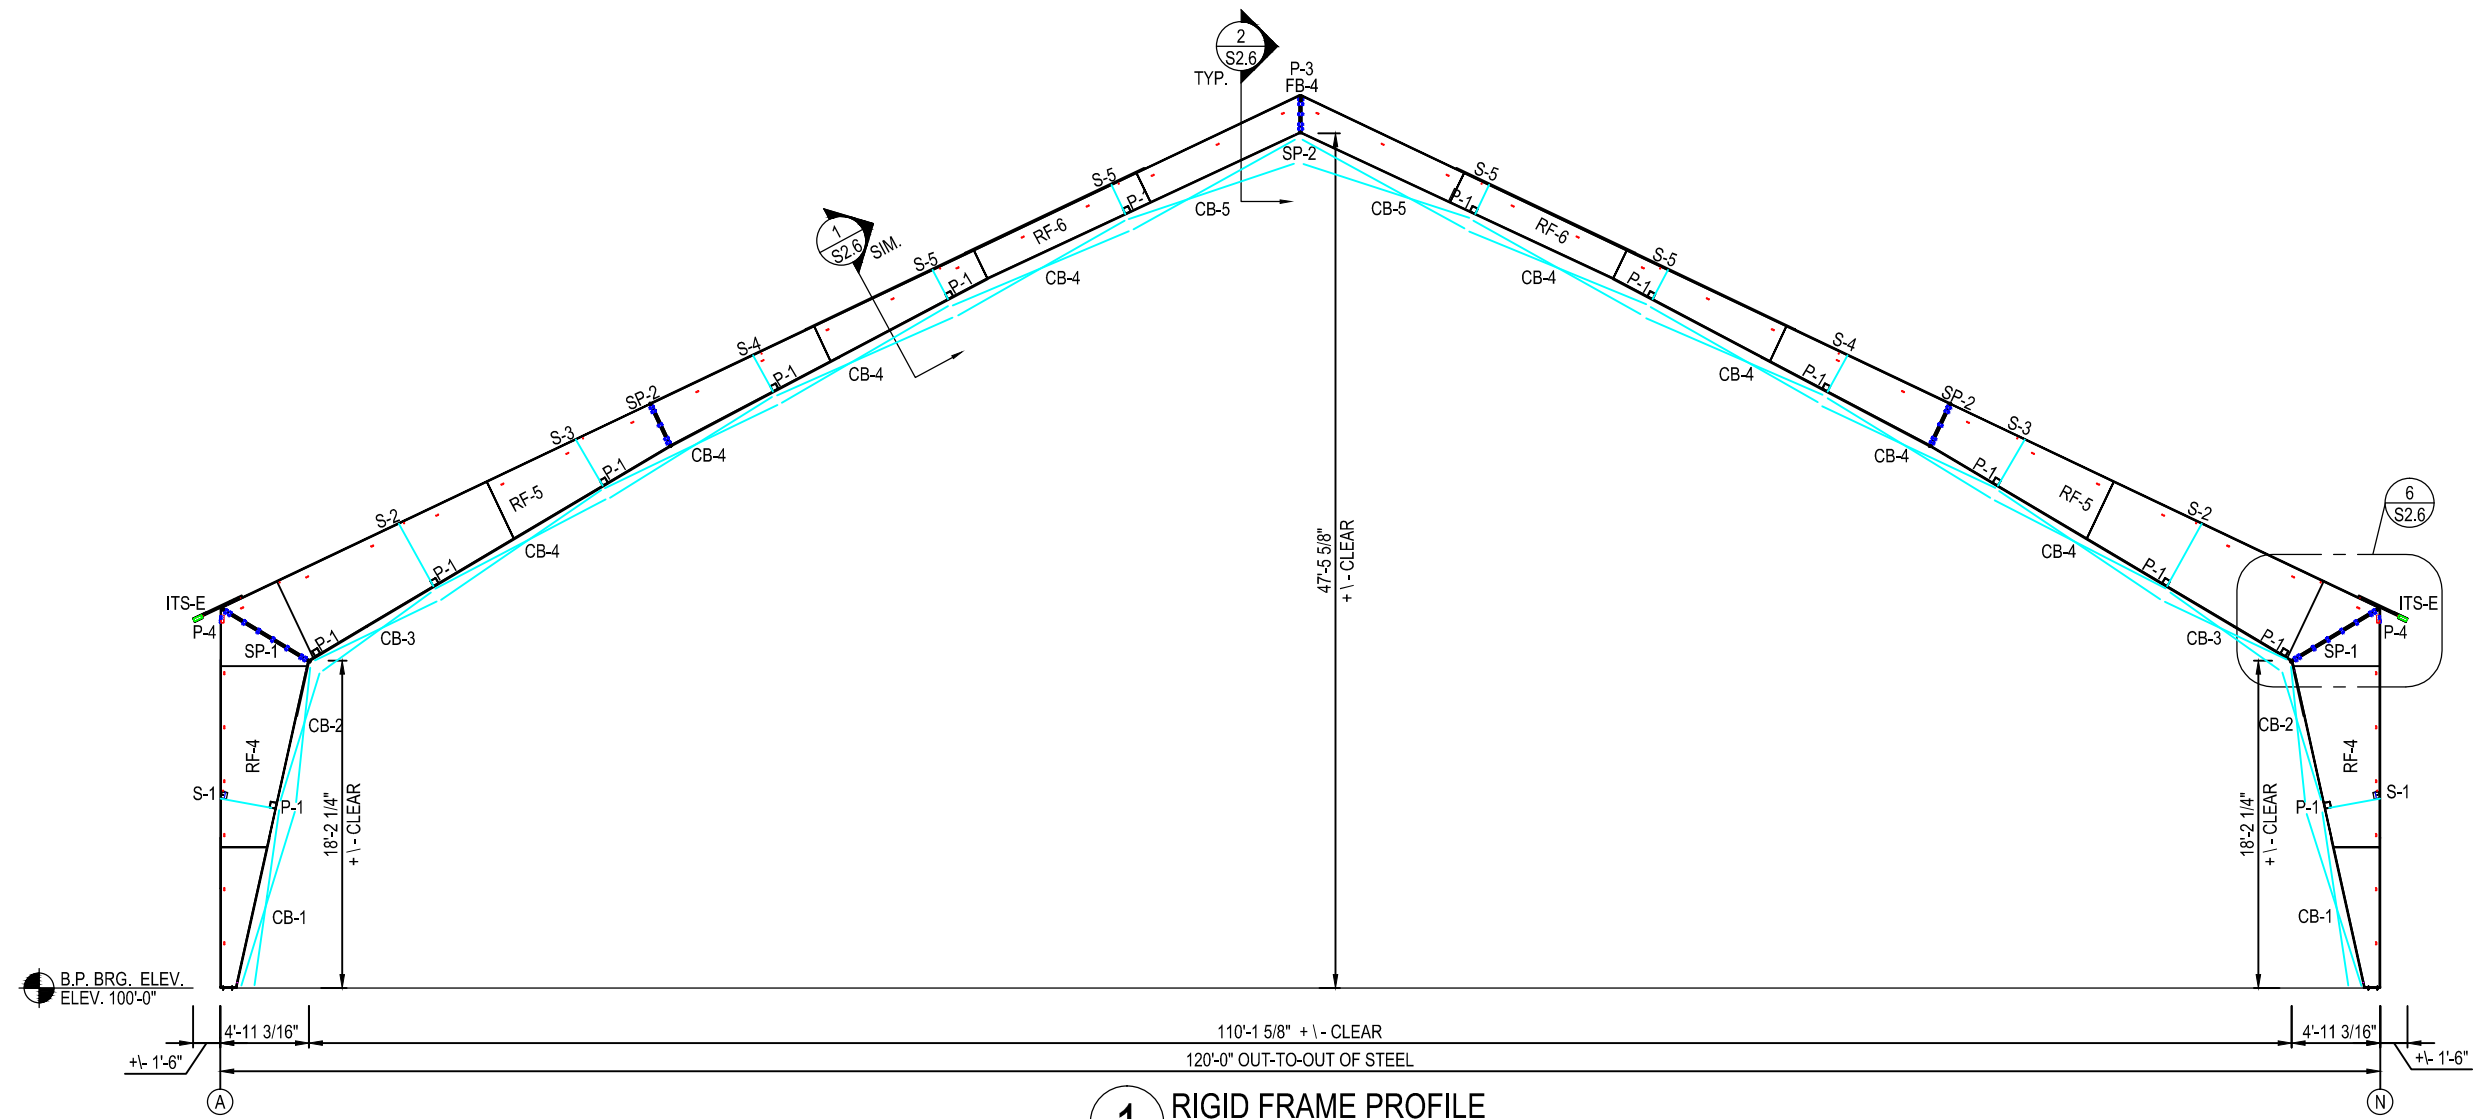 2
S2.6
TYP.
P-3
FB-4
SP-2
S-5
P-1
CB-5
CB-5
S-5
P-1
1
S2.6
SIM.
RF-6
S-5
P-1
CB-4
RF-6
S-5
P-1
CB-4
S-4
P-1
CB-4
S-4
P-1
CB-4
SP-2
CB-4
SP-2
CB-4
S-3
P-1
RF-5
CB-4
S-3
P-1
RF-5
CB-4
6
S2.6
S-2
P-1
S-2
P-1
47'-5 5/8"
+ \ - CLEAR
ITS-E
P-4
SP-1
P-1
CB-3
CB-3
P-1
SP-1
ITS-E
P-4
CB-2
RF-4
S-1
P-1
18'-2 1/4"
+ \ - CLEAR
CB-1
CB-2
RF-4
S-1
P-1
18'-2 1/4"
+ \ - CLEAR
CB-1
B.P. BRG. ELEV.
ELEV. 100'-0"
4'-11 3/16"
110'-1 5/8" + \ - CLEAR
4'-11 3/16"
+\- 1'-6"
120'-0" OUT-TO-OUT OF STEEL
+\- 1'-6"
A
N
1
RIGID FRAME PROFILE